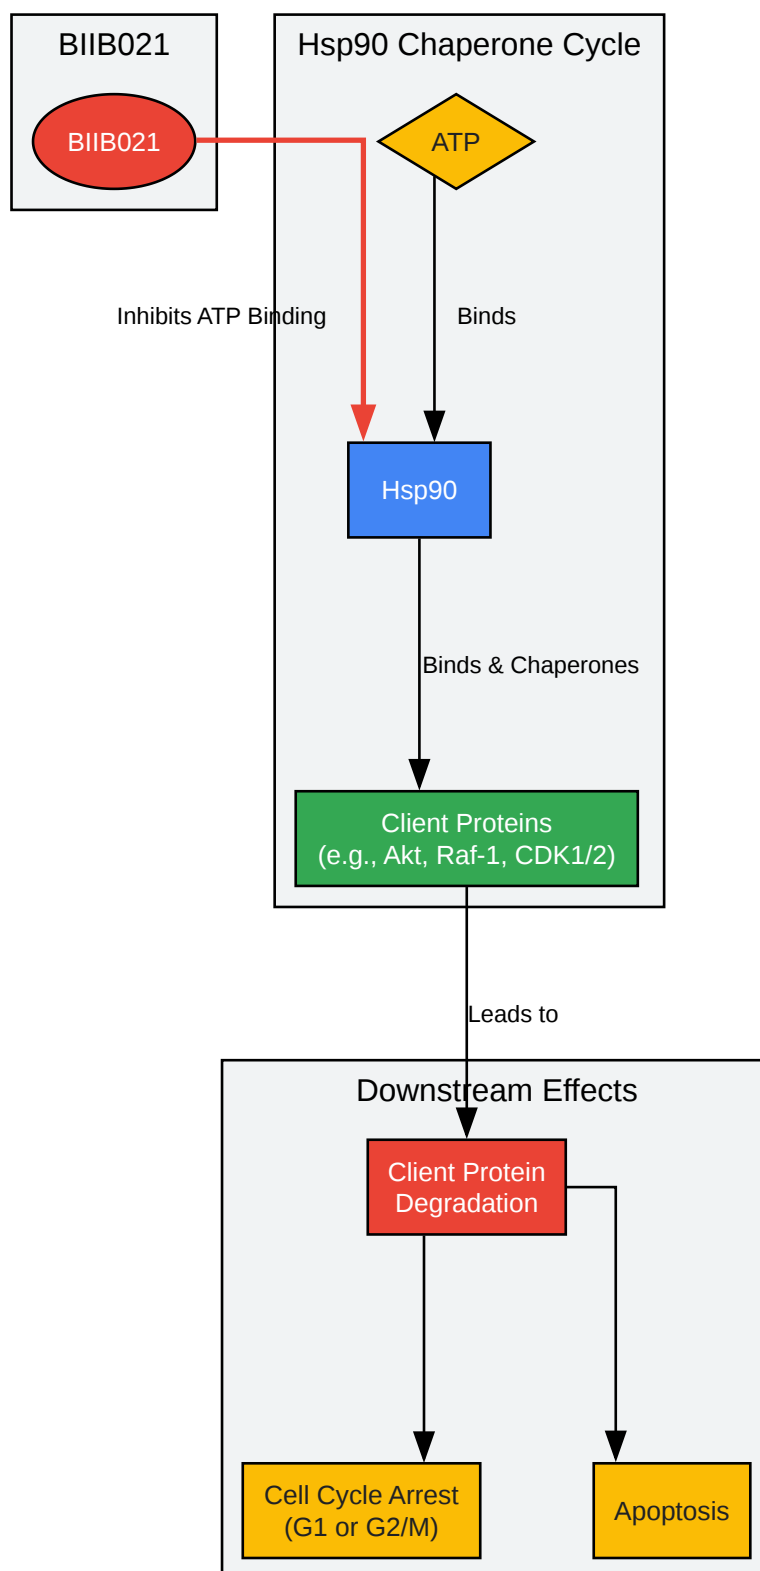 BIIB021
Hsp90 Chaperone Cycle
BIIB021
ATP
Inhibits ATP Binding
Binds
Hsp90
Binds & Chaperones
Client Proteins
(e.g., Akt, Raf-1, CDK1/2)
Leads to
Downstream Effects
Client Protein
Degradation
Cell Cycle Arrest
(G1 or G2/M)
Apoptosis